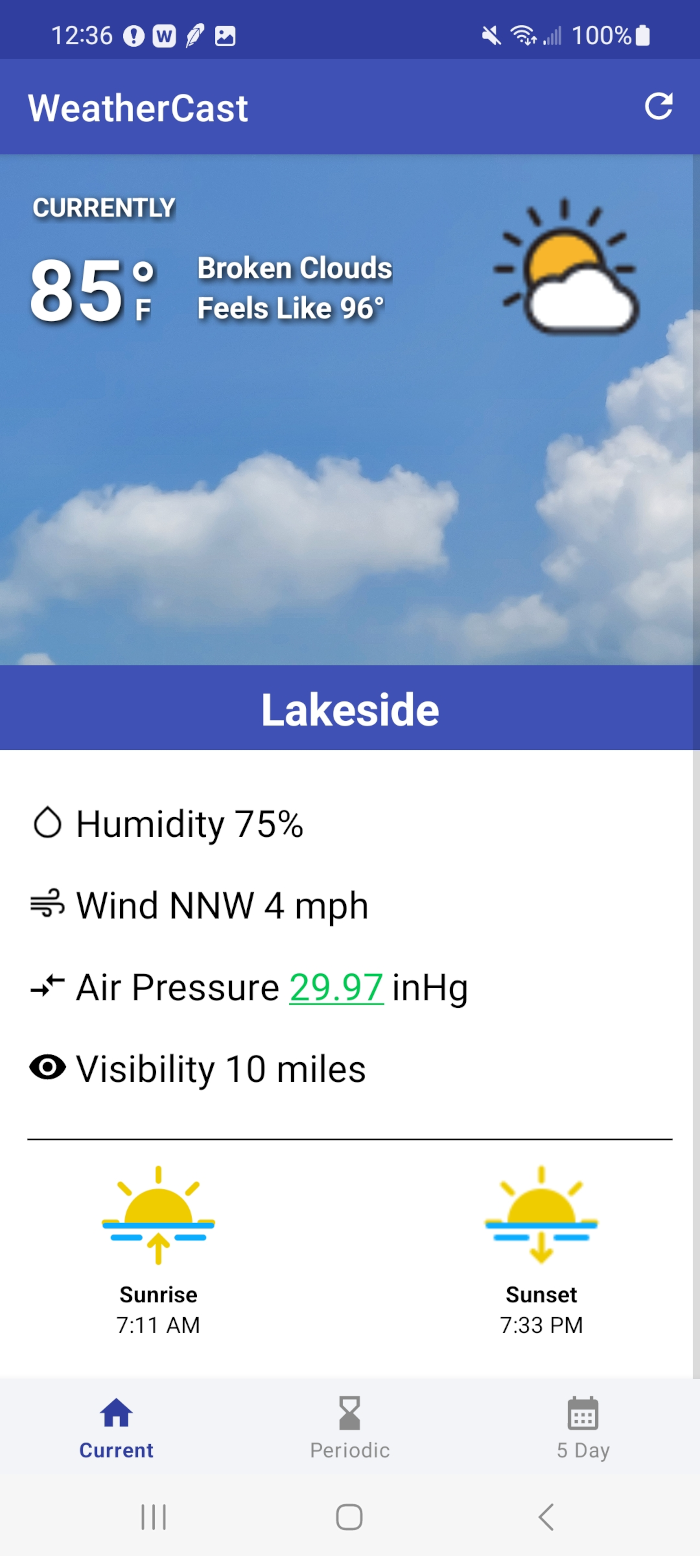 12:36 W 100%
WeatherCast
CURRENTLY
85°F
Broken Clouds
Feels Like 96°
Lakeside
Humidity 75%
Wind NNW 4 mph
Air Pressure 29.97 inHg
Visibility 10 miles
Sunrise
7:11 AM
Sunset
7:33 PM
Current
Periodic
5 Day